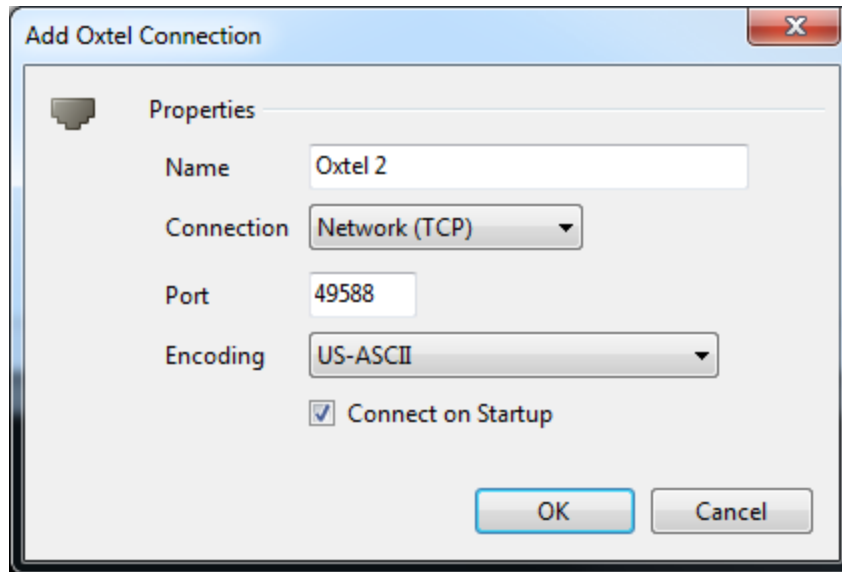 Add Oxtel Connection
Properties
Name Oxtel 2
Connection Network (TCP)
Port 49588
Encoding US-ASCII
Connect on Startup
OK Cancel